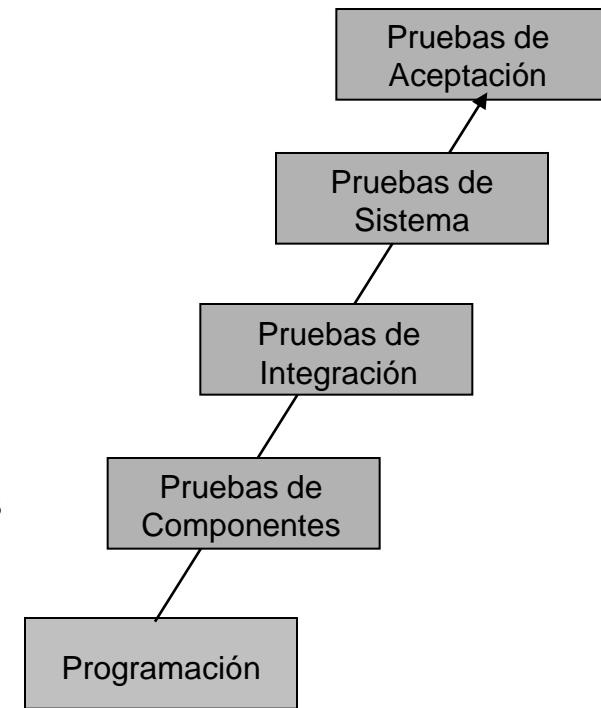 Pruebas de
Aceptación
Pruebas de
Sistema
Pruebas de
Integración
Pruebas de
Componentes
Programación